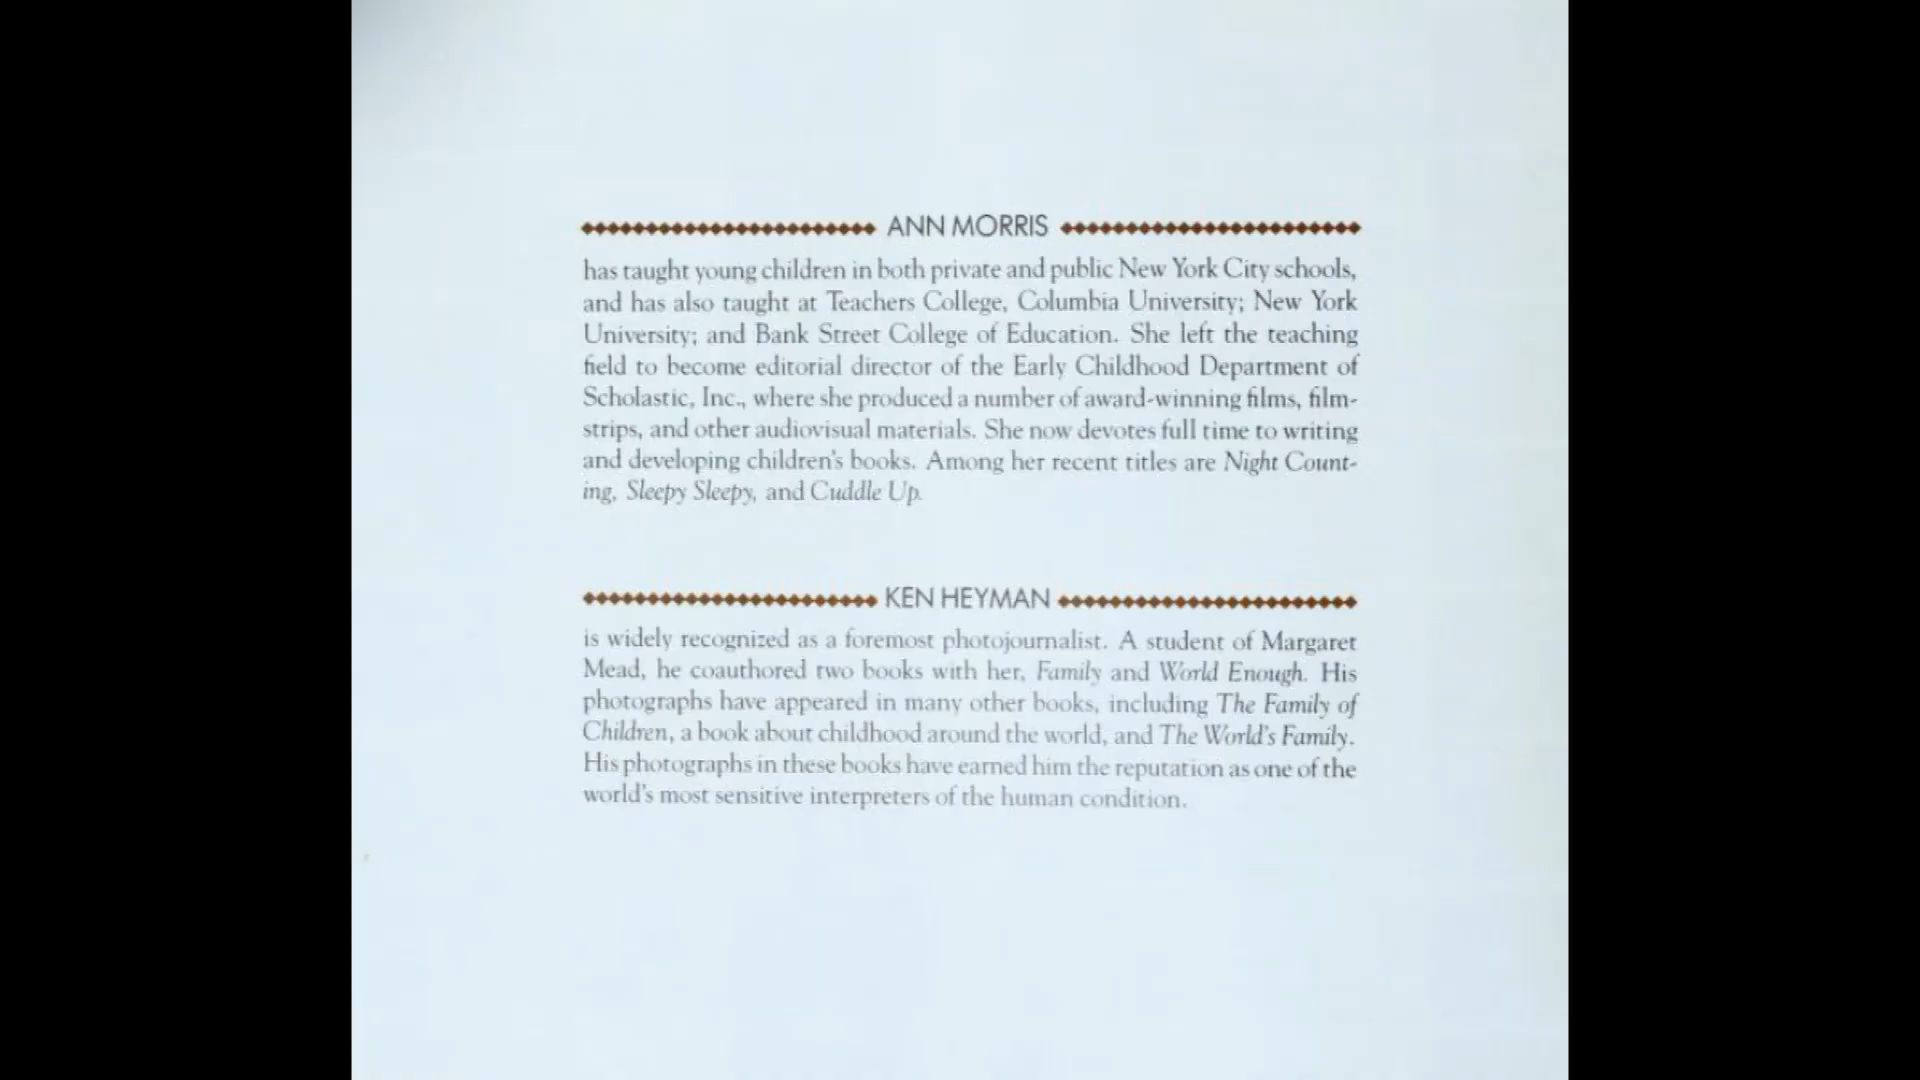 ANN MORRIS
has taught young children in both private and public New York City schools,
and has also taught at Teachers College, Columbia University; New York
University; and Bank Street College of Education. She left the teaching
field to become editorial director of the Early Childhood Department of
Scholastic, Inc., where she produced a number of award-winning films, film-
strips, and other audiovisual materials. She now devotes full time to writing
and developing children's books. Among her recent titles are Night Count-
ing, Sleepy Sleepy, and Cuddle Up.
KEN HEYMAN
is widely recognized as a foremost photojournalist. A student of Margaret
Mead, he coauthored two books with her, Family and World Enough. His
photographs have appeared in many other books, including The Family of
Children, a book about childhood around the world, and The World's Family.
His photographs in these books have earned him the reputation as one of the
world's most sensitive interpreters of the human condition.